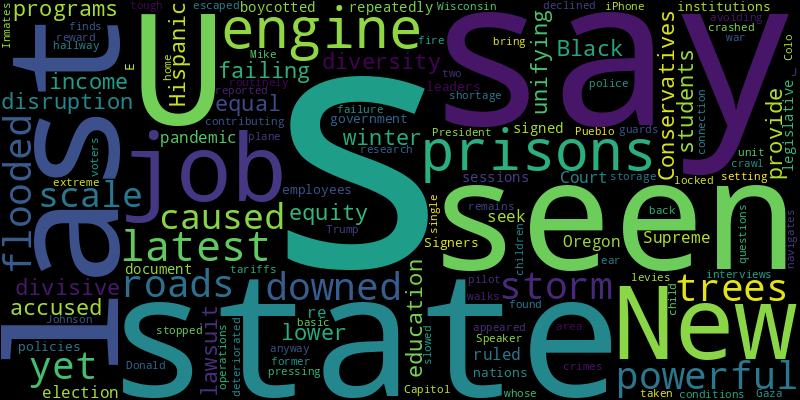 Inmates
programs
tough
escaped
boycotted
repeatedly
Wisconsin
declined
iPhone
institutions
finds
reward
hallway
Hispanic
U
engine
say
fire
bring
avoiding
crashed
war
Colo
E
Mike
home
failing
diversity
leaders
two
unifying
Black
Conservatives
students
last
income
disruption
routinely
reported
equal
contributing
plane
failure
government
shortage
police
connection
provide
legislative
flooded
voters
pandemic
job
S
winter
research
President
signed
Pueblo
guards
prisons
unit
crawl
extreme
scale
employees
sessions
Court
storage
locked
setting
caused
equity
Trump
single
remains
seek
seen
back
questions
navigates
latest
Signers
children
Oregon
Supreme
ear
document
tariffs
divisive
roads
downed
education
pilot
walks
found
storm
levies
child
interviews
trees
accused
Johnson
state
re
basic
lower
slowed
appeared
Speaker
area
New
stopped
lawsuit
operations
deteriorated
policies
anyway
former
pressing
ruled
nations
crimes
yet
Donald
election
Capitol
whose
powerful
taken
conditions
Gaza